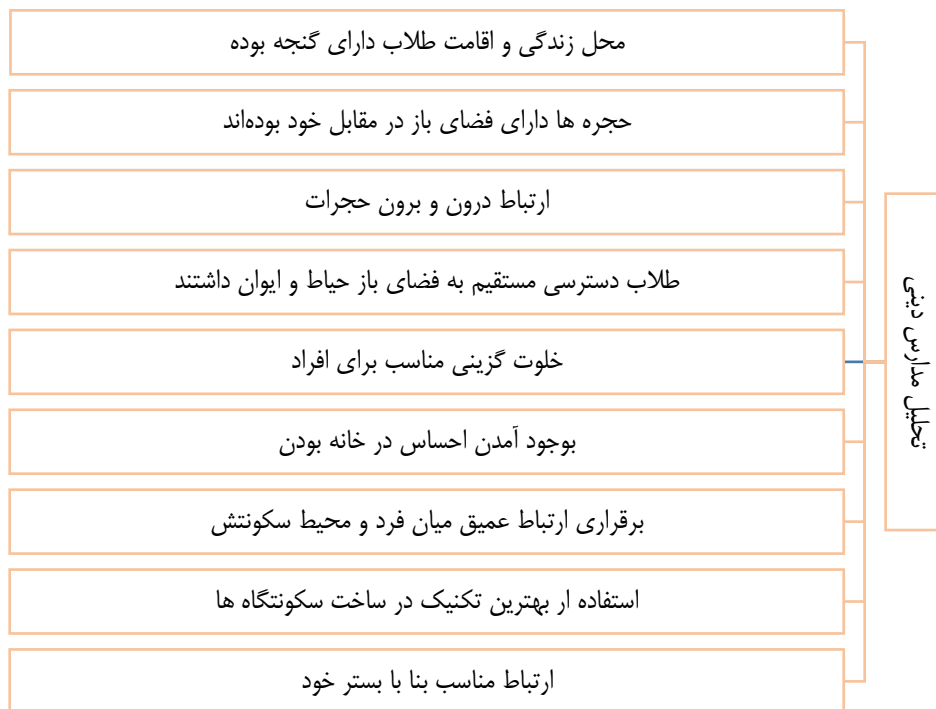 تحلیل مدارس دینی
محل زندگی و اقامت طلاب دارای گنجه بوده
حجره ها دارای فضای باز در مقابل خود بوده‌اند
ارتباط درون و برون حجرات
طلاب دسترسی مستقیم به فضای باز حیاط و ایوان داشتند
خلوت گزینی مناسب برای افراد
بوجود آمدن احساس در خانه بودن
برقراری ارتباط عمیق میان فرد و محیط سکونتش
استفاده ار بهترین تکنیک در ساخت سکونتگاه ها
ارتباط مناسب بنا با بستر خود